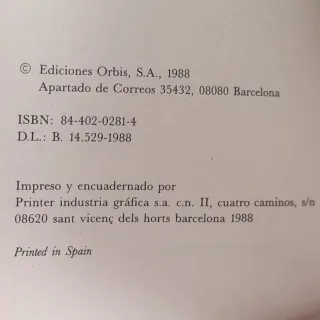 © Ediciones Orbis, S.A., 1988
Apartado de Correos 35432, 08080 Barcelona
ISBN: 84-402-0281-4
D.L.: B. 14.529-1988
Impreso y encuadernado por
Printer industria gráfica s.a. c.n. II, cuatro caminos, s/n
08620 sant vicenç dels horts barcelona 1988
Printed in Spain